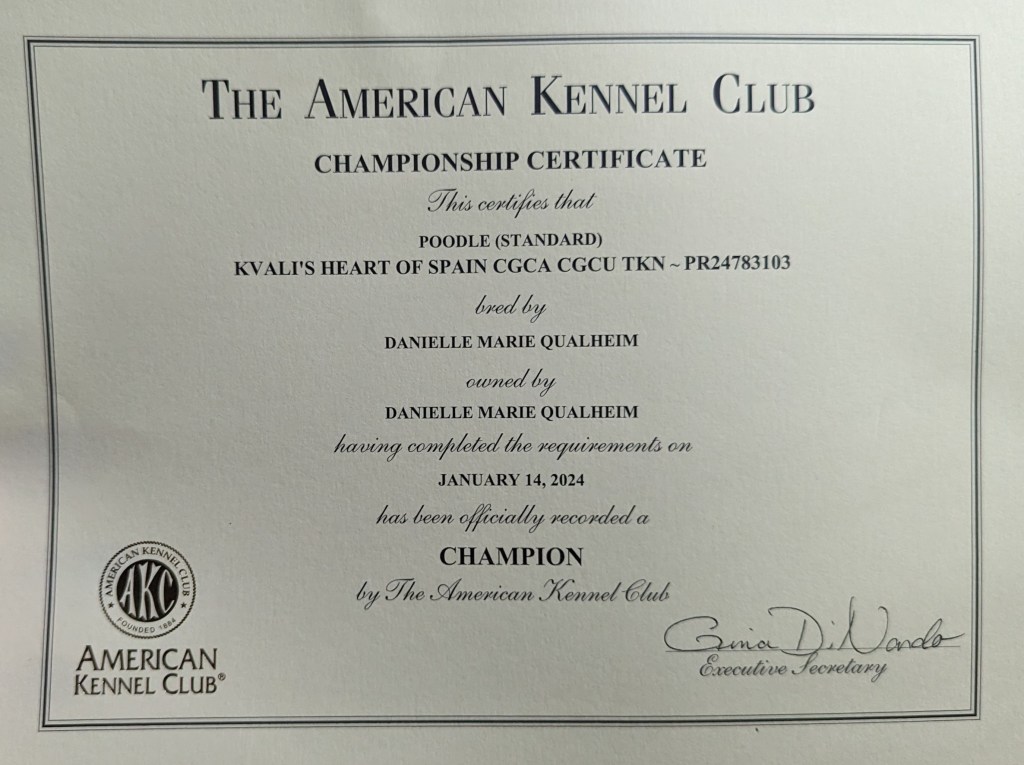 THE AMERICAN KENNEL CLUB
CHAMPIONSHIP CERTIFICATE
This certifies that
POODLE (STANDARD)
KVALI'S HEART OF SPAIN CGCA CGCU TKN ~ PR24783103
bred by
DANIELLE MARIE QUALHEIM
owned by
DANIELLE MARIE QUALHEIM
having completed the requirements on
JANUARY 14, 2024
has been officially recorded a
CHAMPION
by The American Kennel Club
AMERICAN KENNEL CLUB
AKC
FOUNDED 1884
AMERICAN
KENNEL CLUB®
Gina DiNardo
Executive Secretary